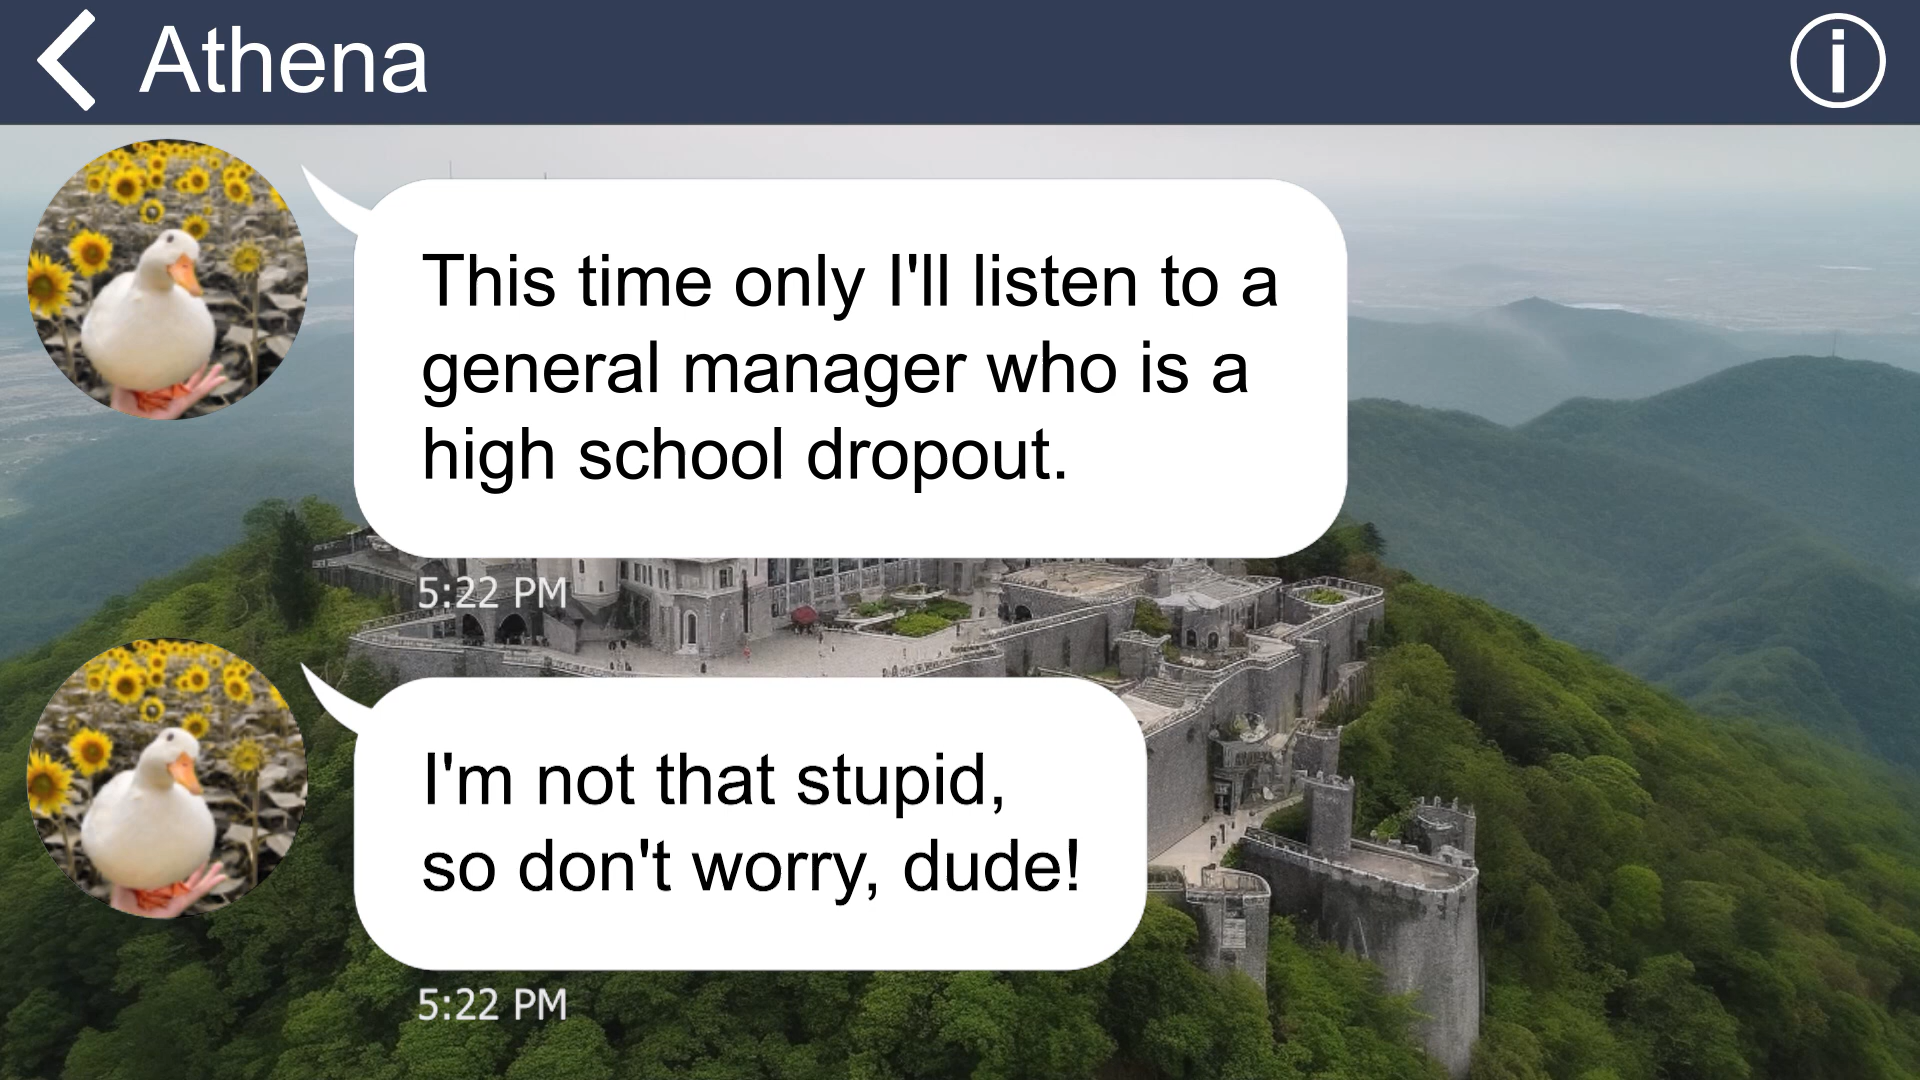 Athena
This time only I'll listen to a
general manager who is a
high school dropout.
5:22 PM
I'm not that stupid,
so don't worry, dude!
5:22 PM